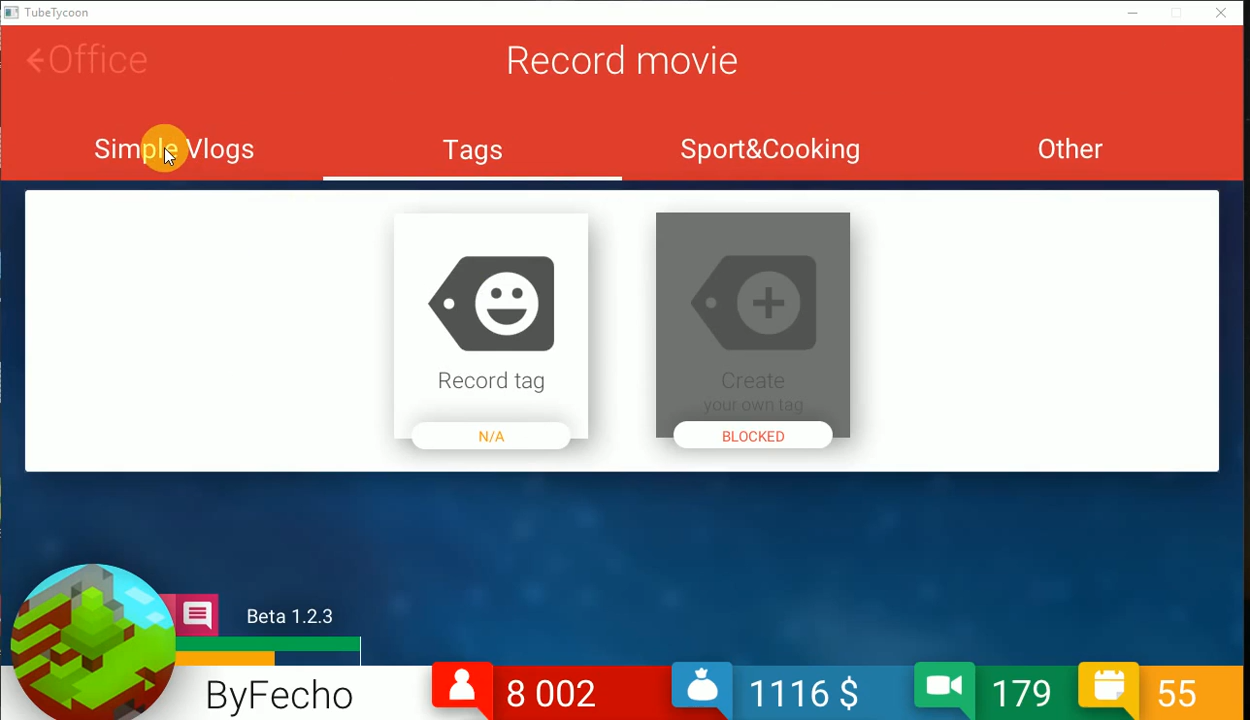 TubeTycoon
Office
Record movie
Simple Vlogs
Tags
Sport&Cooking
Other
Record tag
N/A
Create
your own tag
BLOCKED
Beta 1.2.3
ByFecho
8 002
1116 $
179
55